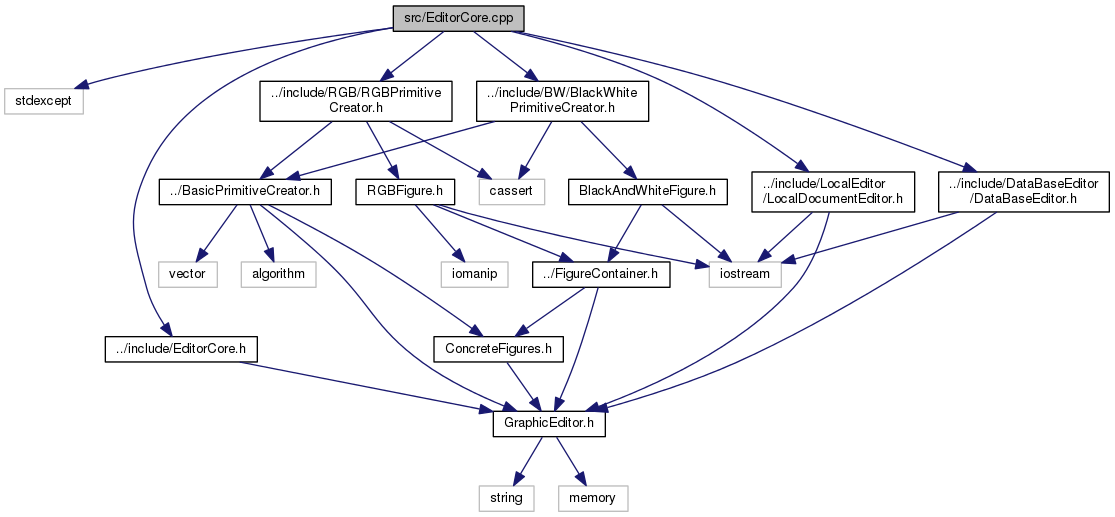 src/EditorCore.cpp
stdexcept
../include/RGB/RGBPrimitive
Creator.h
../include/BW/BlackWhite
PrimitiveCreator.h
../BasicPrimitiveCreator.h
RGBFigure.h
cassert
BlackAndWhiteFigure.h
../include/LocalEditor
/LocalDocumentEditor.h
../include/DataBaseEditor
/DataBaseEditor.h
vector
algorithm
iomanip
../FigureContainer.h
iostream
../include/EditorCore.h
ConcreteFigures.h
GraphicEditor.h
string
memory